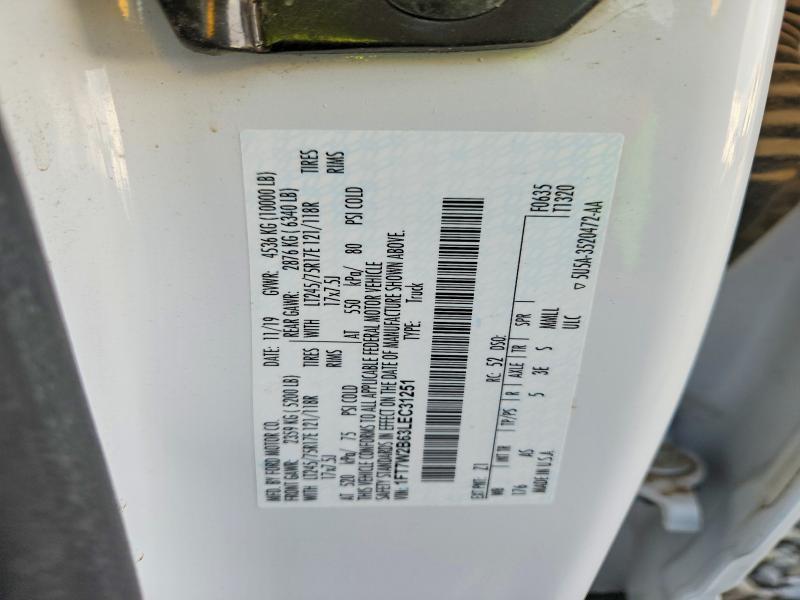 MFD. BY FORD MOTOR CO. DATE: 11/19 GVWR: 4536 KG (10000 LB)
FRONT GAWR: 2359 KG (5200 LB) REAR GAWR: 2876 KG (6340 LB)
WITH LT245/75R17E 121/118R TIRES WITH LT245/75R17E 121/118R TIRES
17x7.5J RIMS 17x7.5J RIMS
AT 520 kPa/ 75 PSI COLD AT 550 kPa/ 80 PSI COLD
THIS VEHICLE CONFORMS TO ALL APPLICABLE FEDERAL MOTOR VEHICLE
SAFETY STANDARDS IN EFFECT ON THE DATE OF MANUFACTURE SHOWN ABOVE.
VIN: 1FT7W2B63LEC31251 TYPE: Truck
EXT PNT: Z1 RC: 52 DSO: F0635
WB INT TR TP/PS R AXLE TR SPR T1320
176 AS 5 3E S MMLL
MADE IN U.S.A. ULC 5U5A-3520472-AA